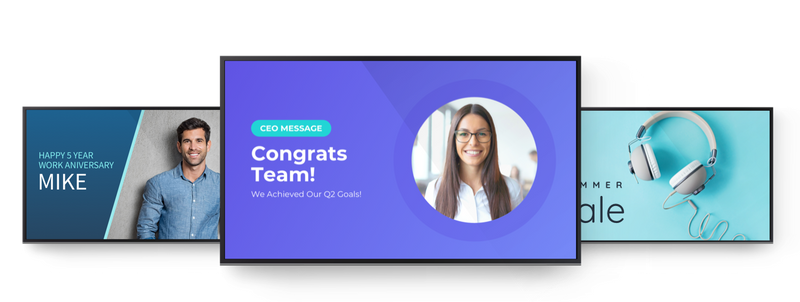 HAPPY 5 YEAR
WORK ANIVERSARY
MIKE
CEO MESSAGE
Congrats
Team!
We Achieved Our Q2 Goals!
MMER
ale